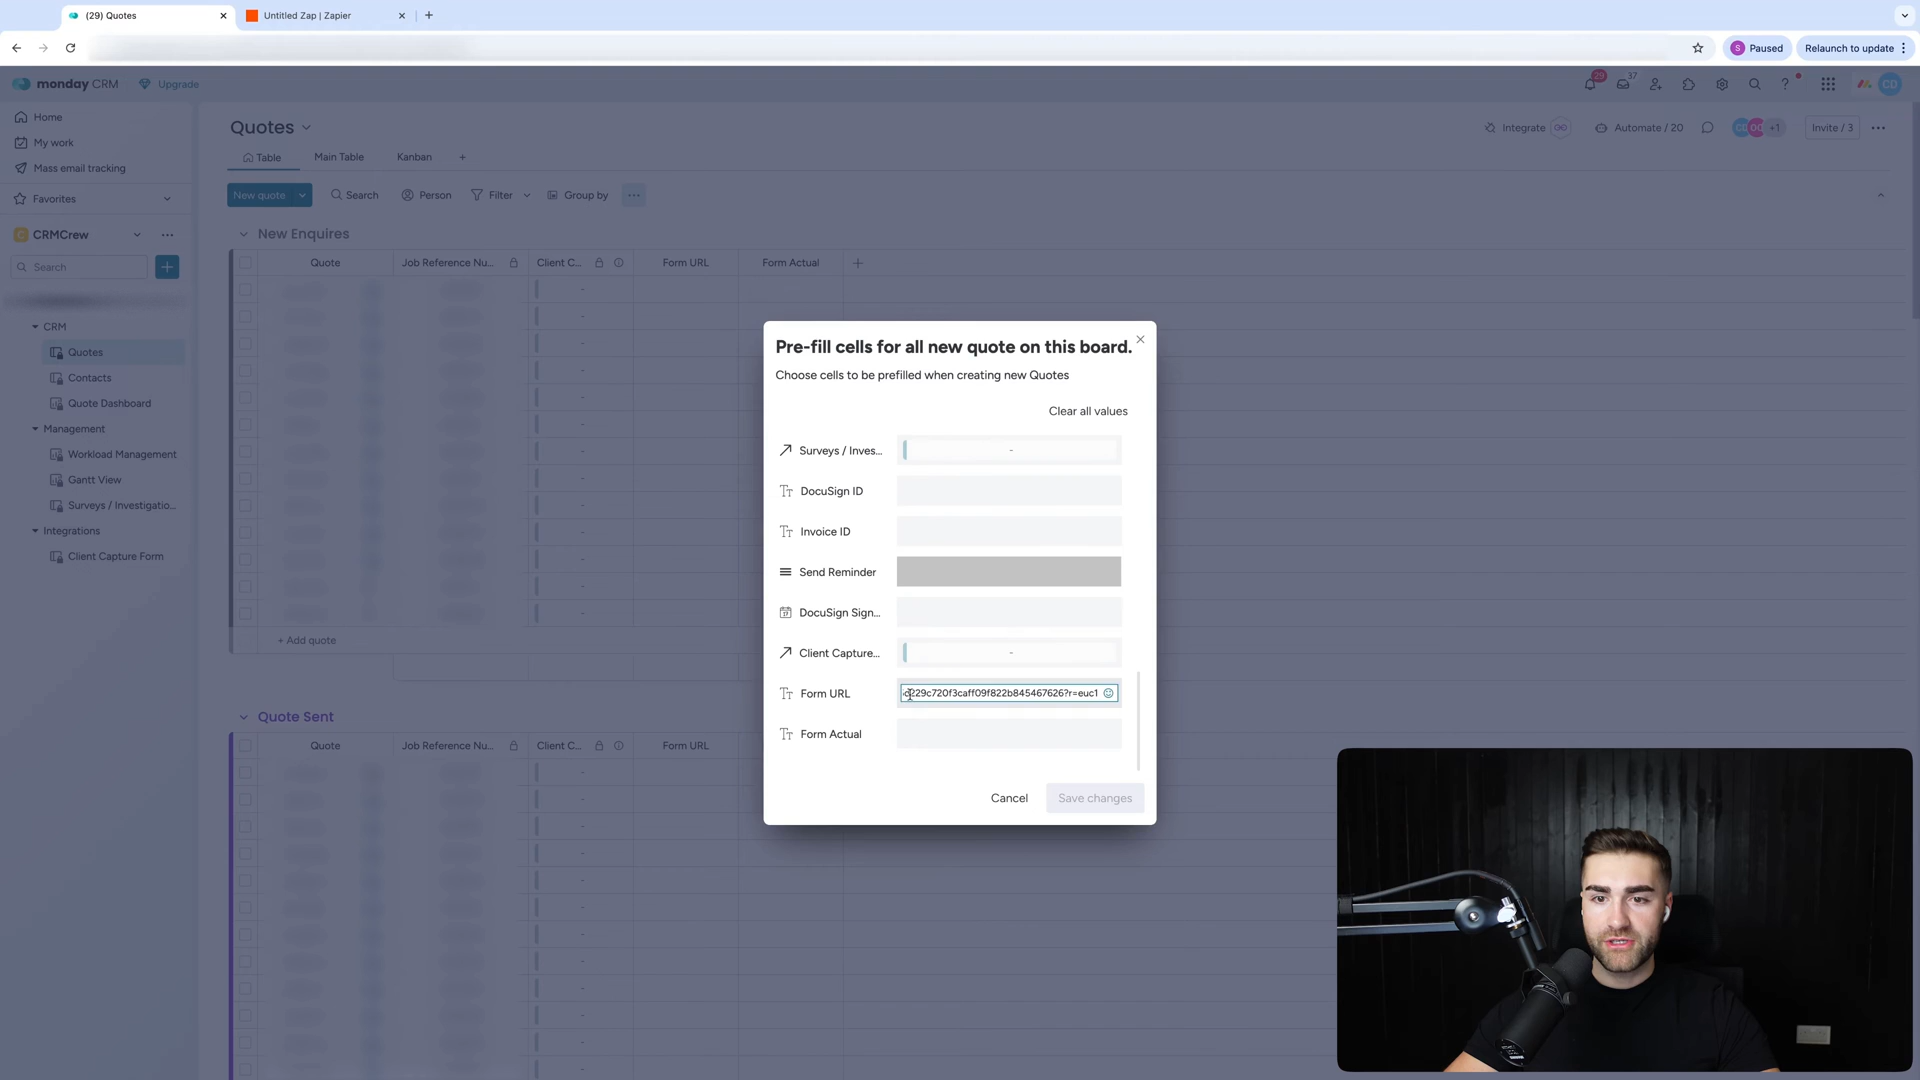 (29) Quotes
Untitled Zap | Zapier
S Paused
Relaunch to update
monday CRM
Upgrade
29
37
CD
Home
My work
Mass email tracking
Favorites
CRMCrew
Search
CRM
Quotes
Contacts
Quote Dashboard
Management
Workload Management
Gantt View
Surveys / Investigatio...
Integrations
Client Capture Form
Quotes
Integrate
Automate / 20
+1
Invite / 3
Table
Main Table
Kanban
New quote
Search
Person
Filter
Group by
New Enquires
Quote
Job Reference Nu...
Client C...
Form URL
Form Actual
+ Add quote
Quote Sent
Quote
Job Reference Nu...
Client C...
Form URL
Pre-fill cells for all new quote on this board.
Choose cells to be prefilled when creating new Quotes
Clear all values
Surveys / Inves...
-
DocuSign ID
Invoice ID
Send Reminder
DocuSign Sign...
Client Capture...
-
Form URL
229c720f3caff09f822b845467626?r=euc1
Form Actual
Cancel
Save changes